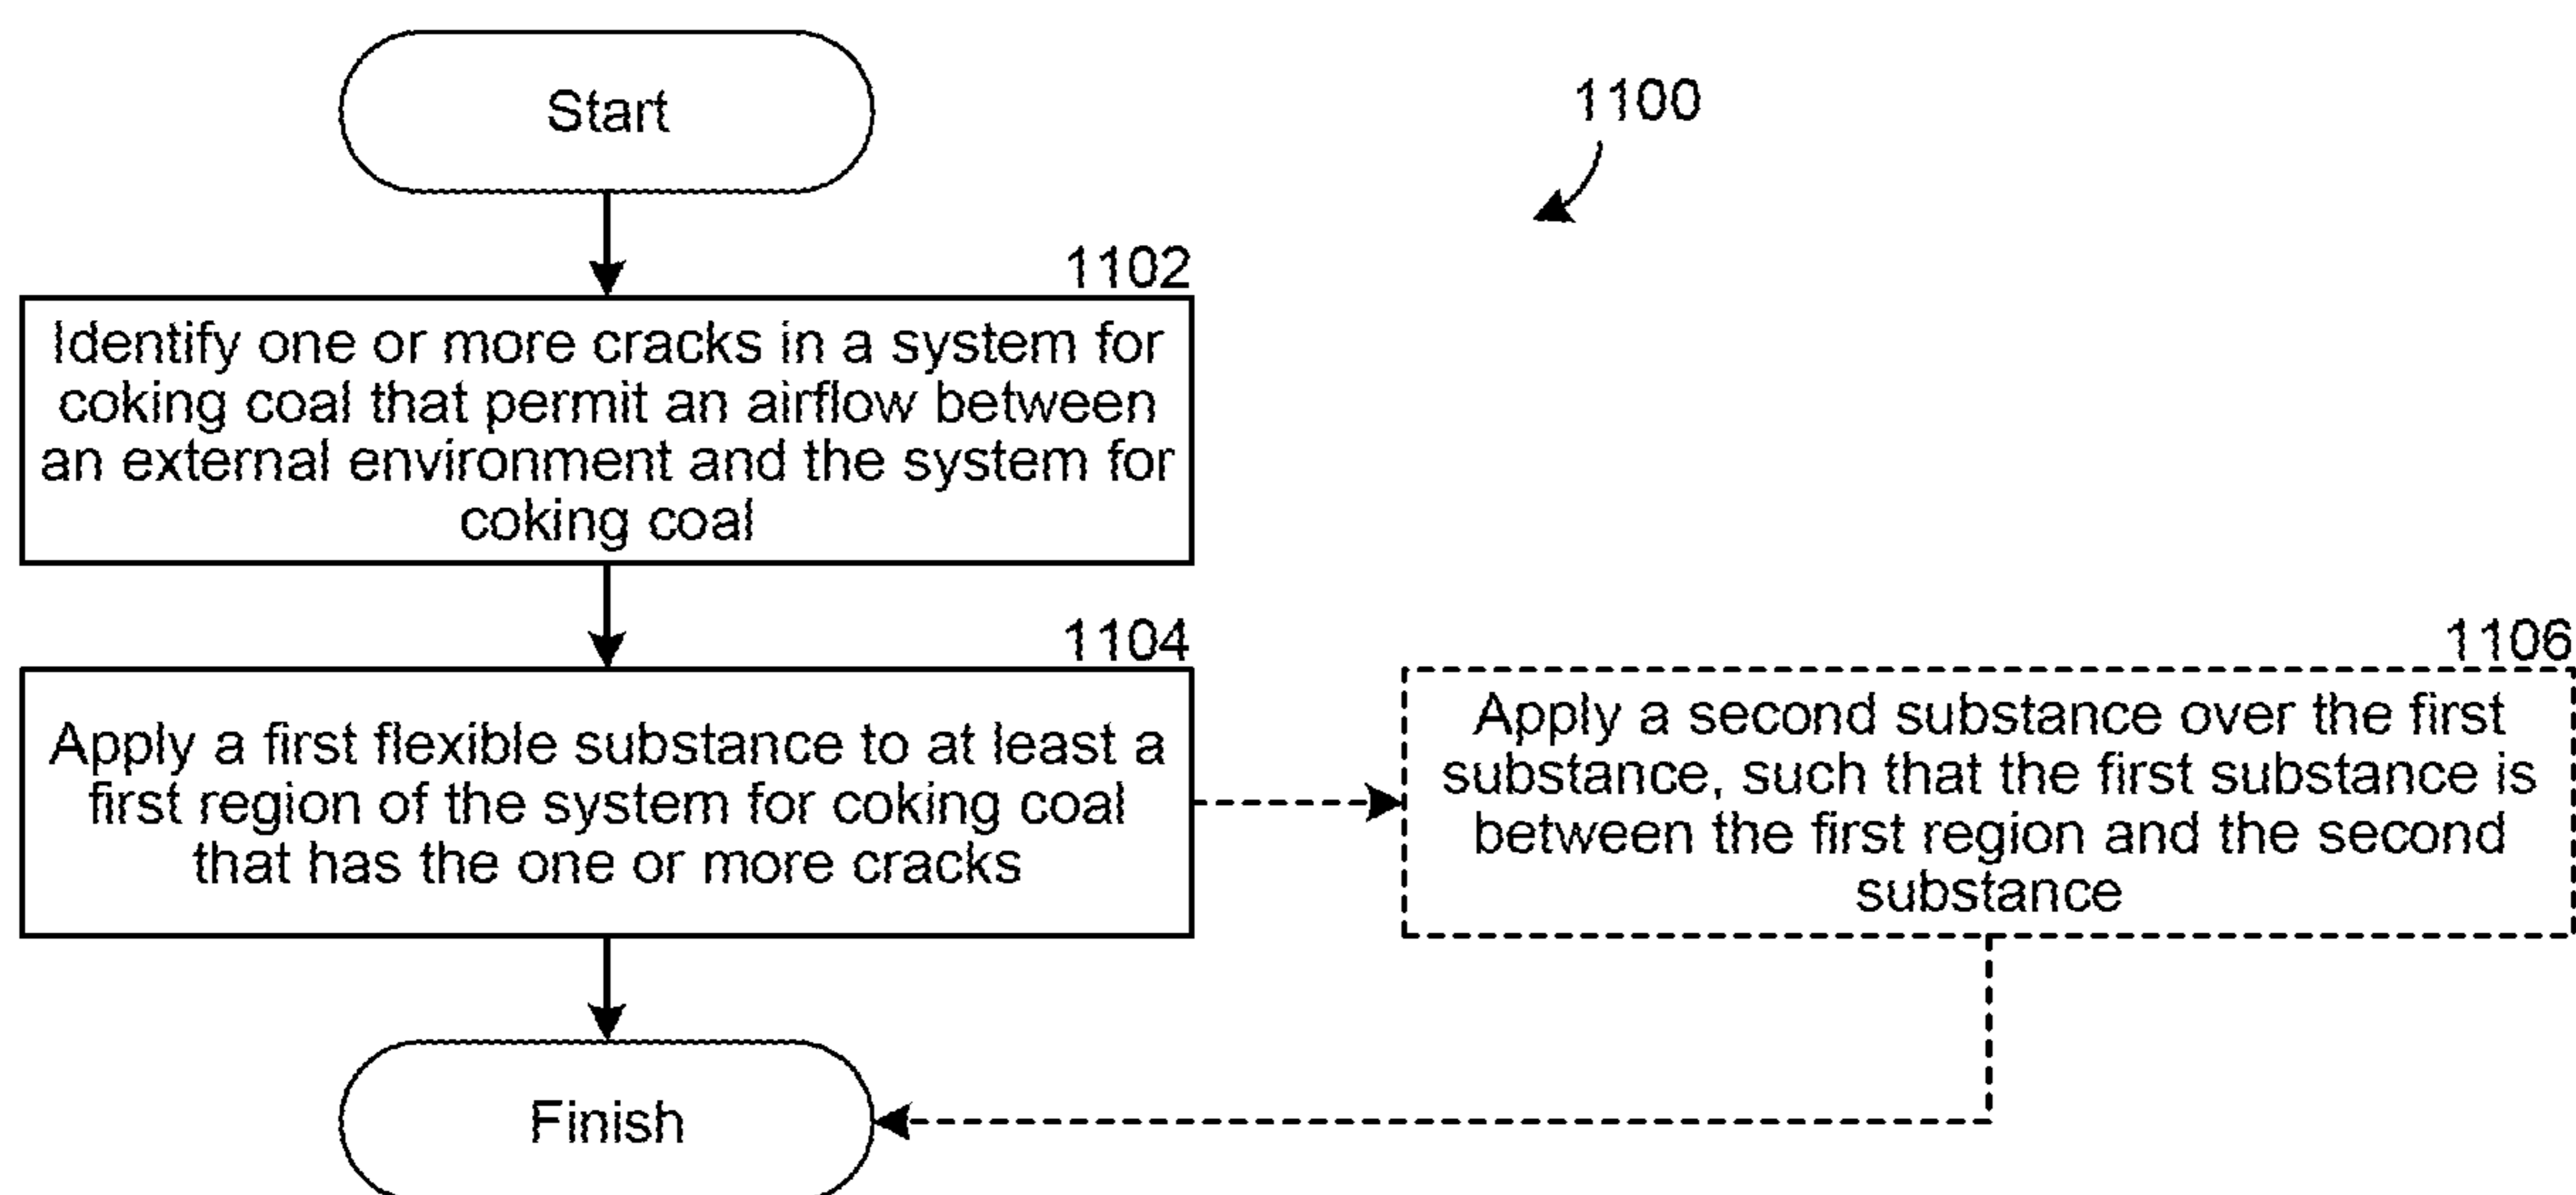 Start
1100
1102
Identify one or more cracks in a system for
coking coal that permit an airflow between
an external environment and the system for
coking coal
1104
Apply a first flexible substance to at least a
first region of the system for coking coal
that has the one or more cracks
1106
Apply a second substance over the first
substance, such that the first substance is
between the first region and the second
substance
Finish